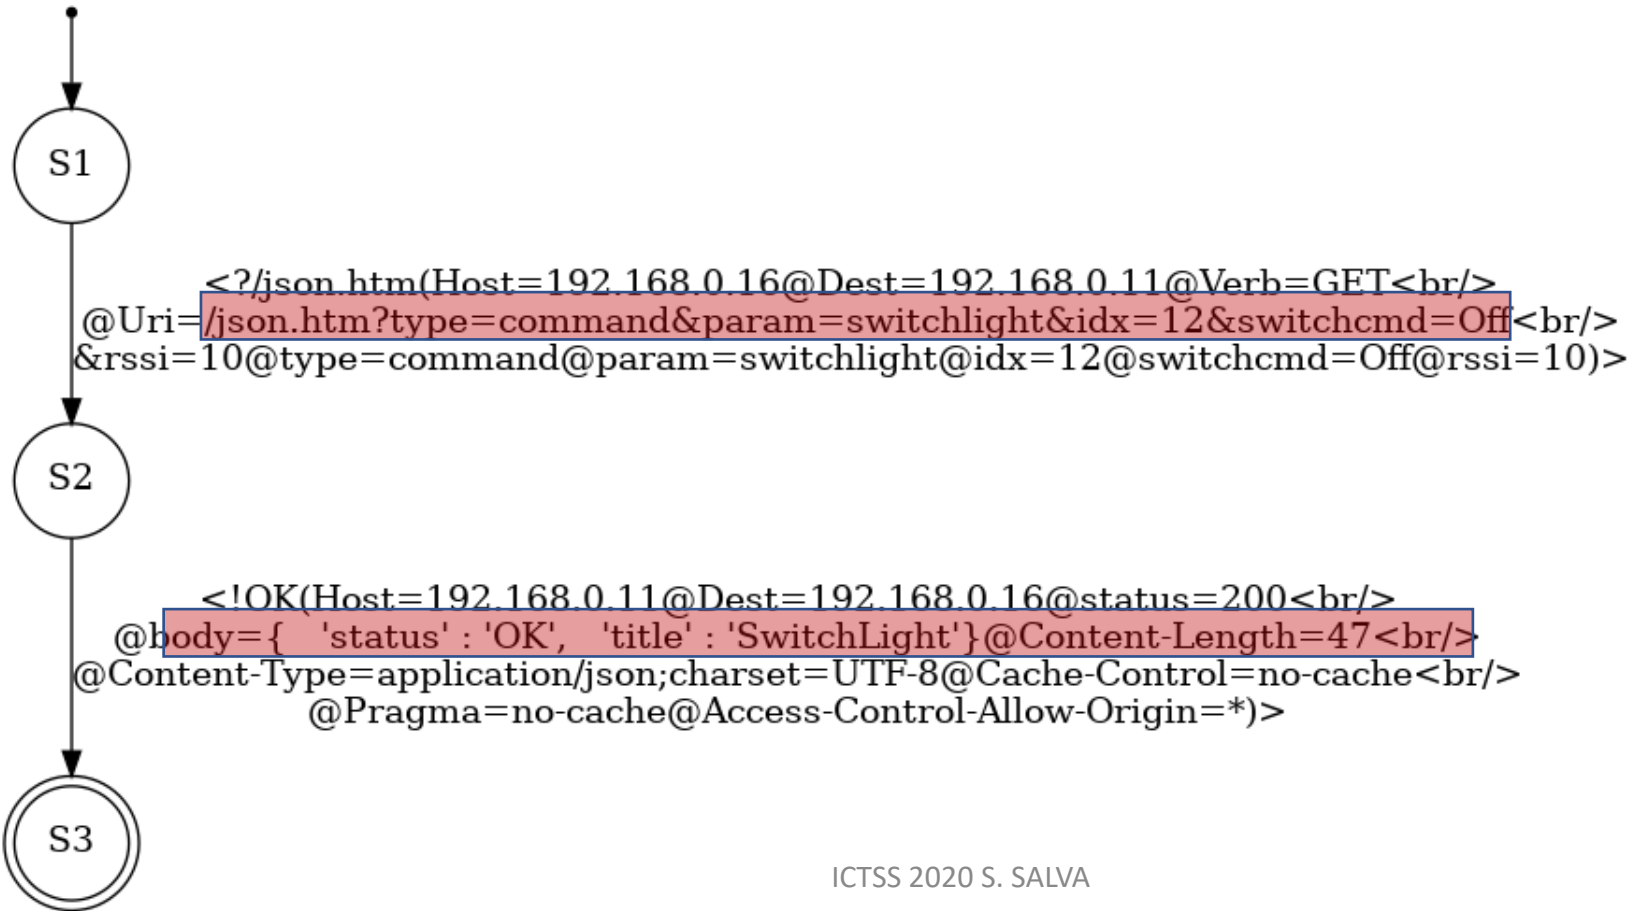 S1
<?/json.htm(Host=192.168.0.16@Dest=192.168.0.11@Verb=GET<br/>
@Uri=/json.htm?type=command&param=switchlight&idx=12&switchcmd=Off<br/>
&rssi=10@type=command@param=switchlight@idx=12@switchcmd=Off@rssi=10)>
S2
<!OK(Host=192.168.0.11@Dest=192.168.0.16@status=200<br/>
@body={   'status' : 'OK',   'title' : 'SwitchLight'}@Content-Length=47<br/>
@Content-Type=application/json;charset=UTF-8@Cache-Control=no-cache<br/>
@Pragma=no-cache@Access-Control-Allow-Origin=*)>
S3
ICTSS 2020 S. SALVA